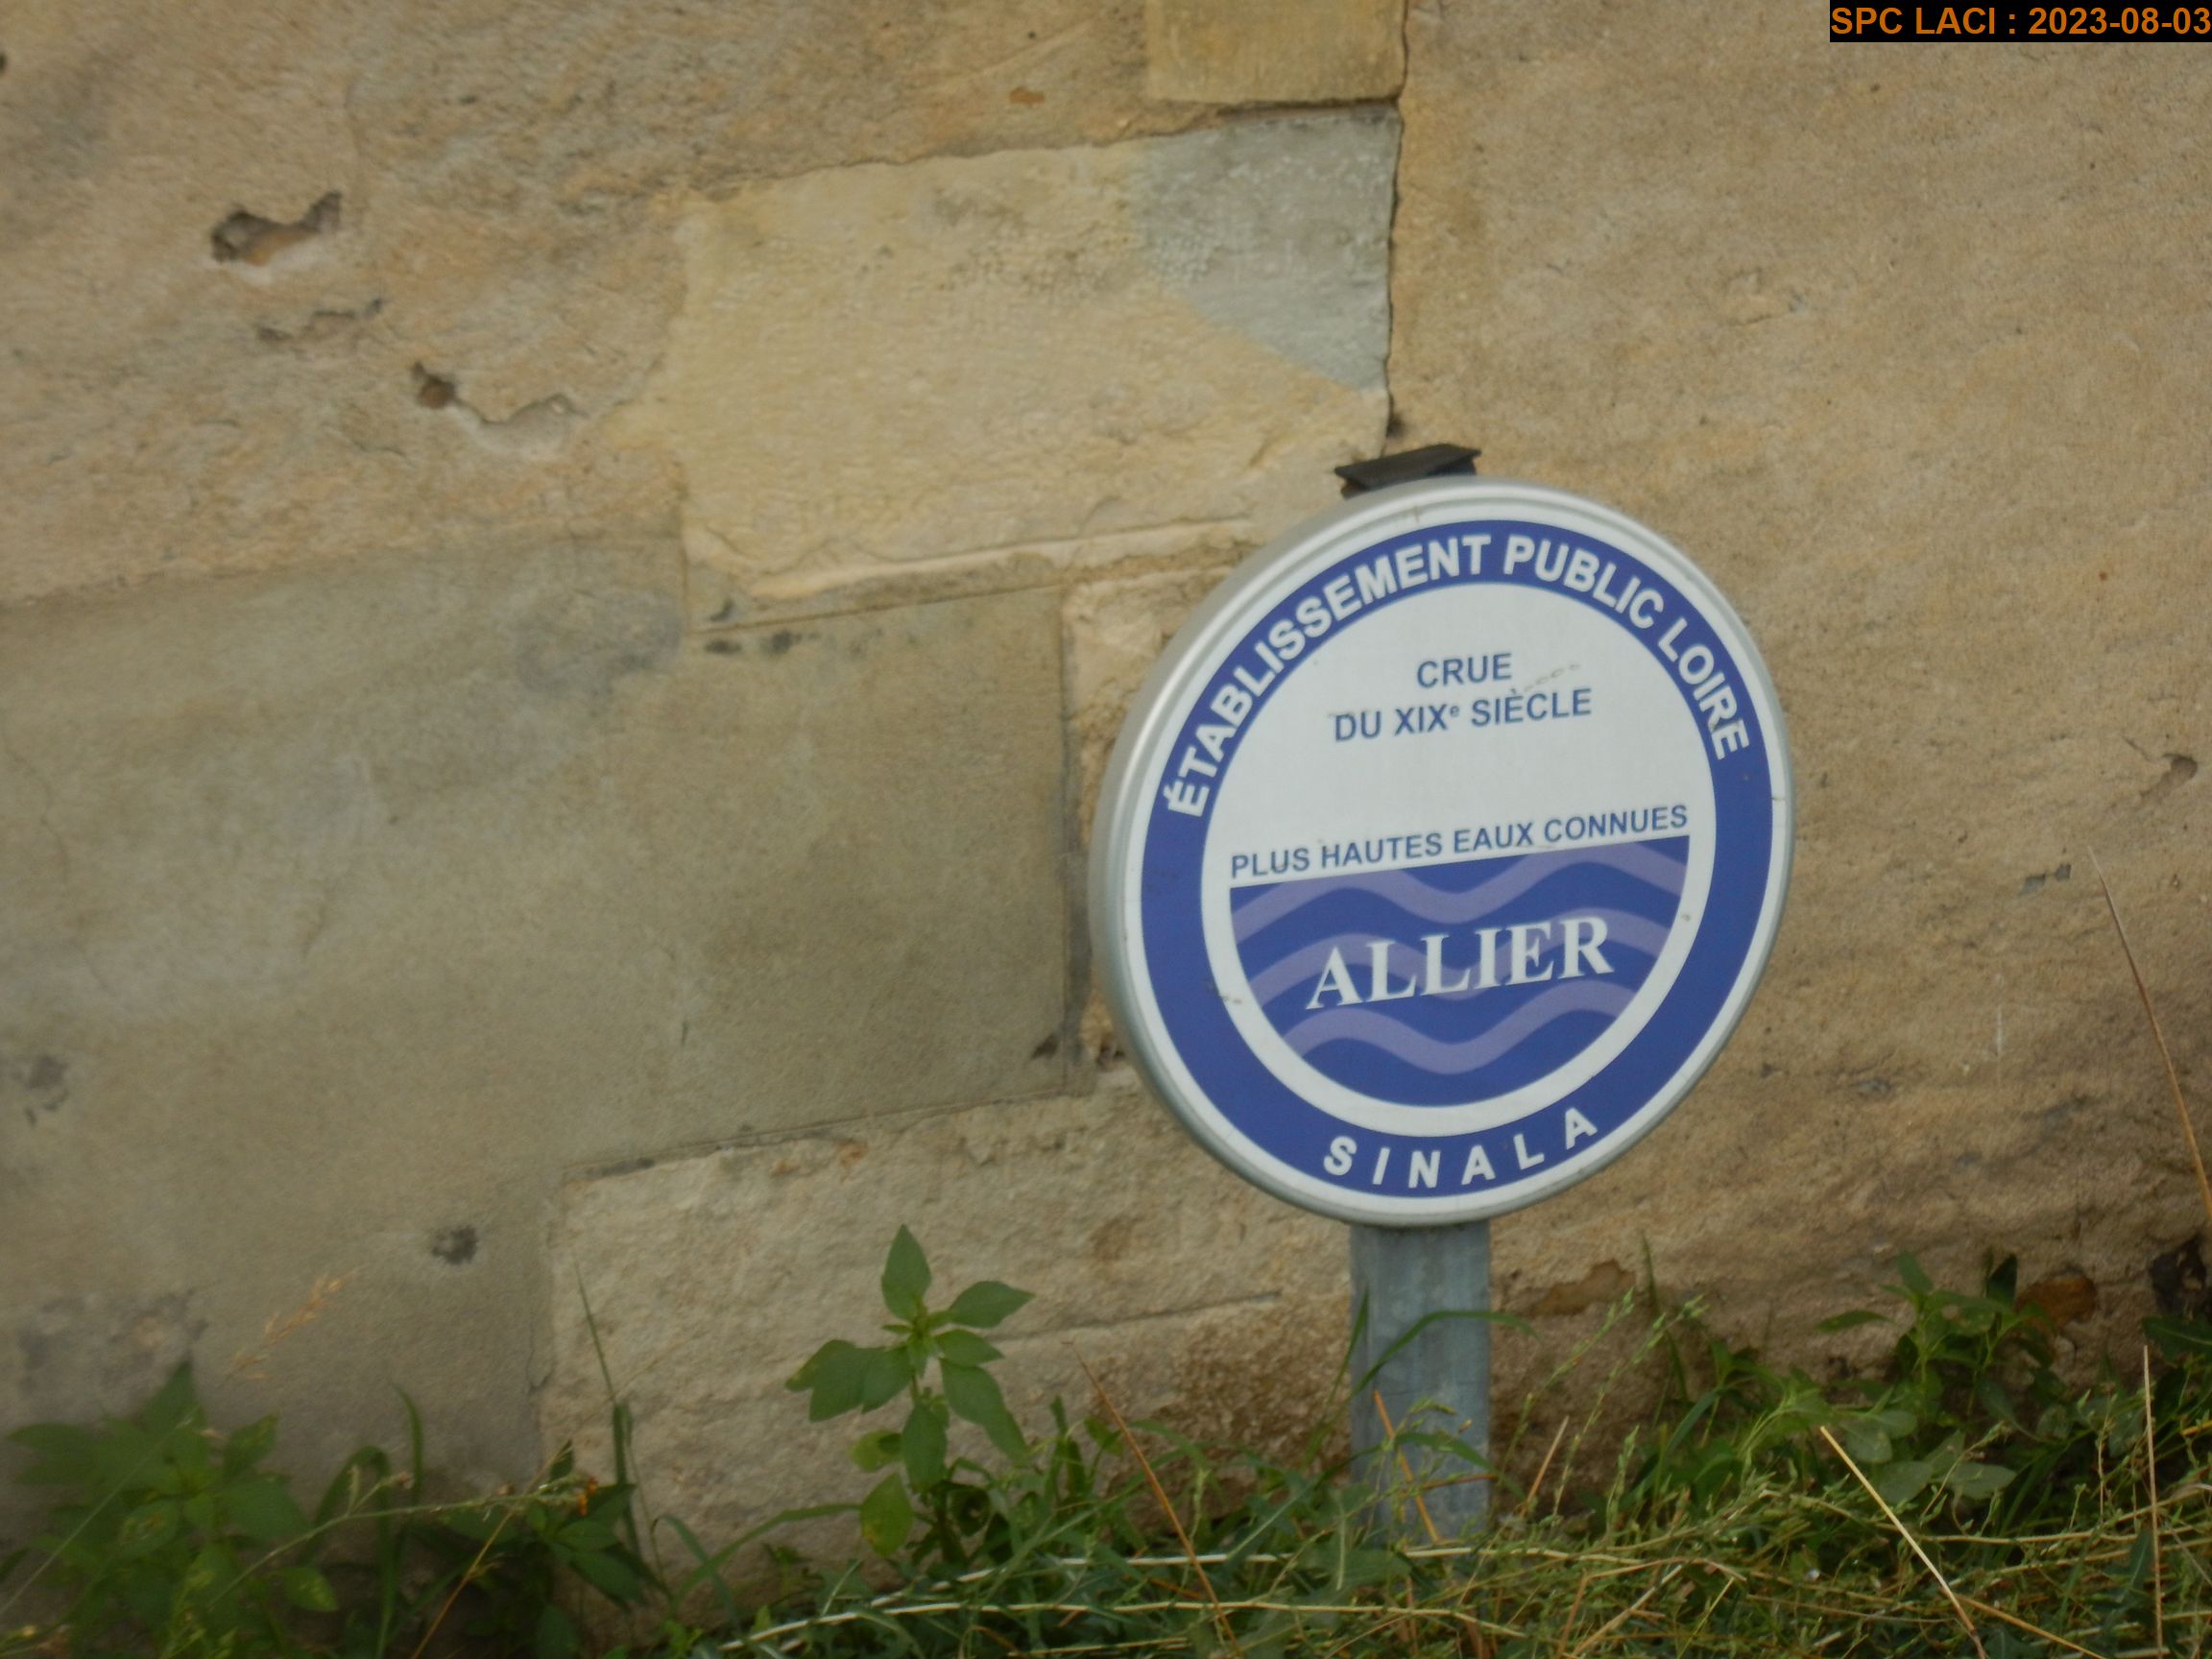 SPC LACI : 2023-08-03
ÉTABLISSEMENT PUBLIC LOIRE
CRUE
DU XIXe SIÈCLE
PLUS HAUTES EAUX CONNUES
ALLIER
SINALA